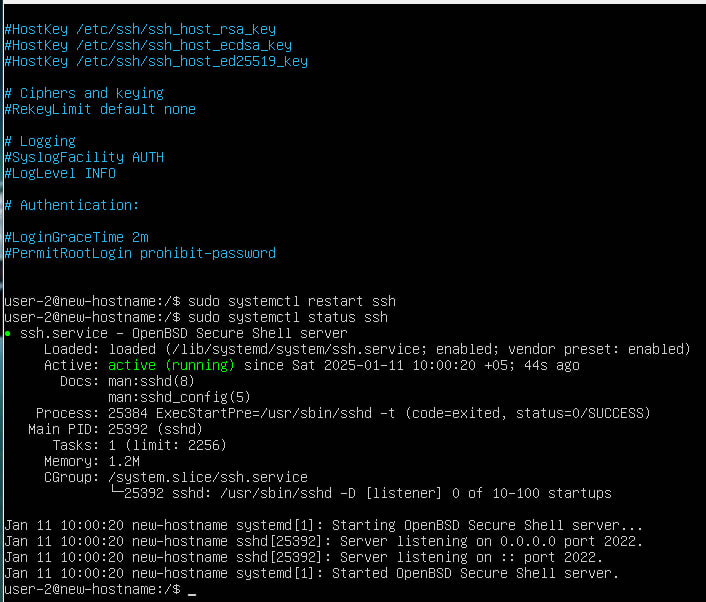 #HostKey /etc/ssh/ssh_host_rsa_key
#HostKey /etc/ssh/ssh_host_ecdsa_key
#HostKey /etc/ssh/ssh_host_ed25519_key
# Ciphers and keying
#RekeyLimit default none
# Logging
#SyslogFacility AUTH
#LogLevel INFO
# Authentication:
#LoginGraceTime 2m
#PermitRootLogin prohibit-password
user-2@new-hostname:/$ sudo systemctl restart ssh
user-2@new-hostname:/$ sudo systemctl status ssh
● ssh.service - OpenBSD Secure Shell server
Loaded: loaded (/lib/systemd/system/ssh.service; enabled; vendor preset: enabled)
Active: active (running) since Sat 2025-01-11 10:00:20 +05; 44s ago
Docs: man:sshd(8)
man:sshd_config(5)
Process: 25384 ExecStartPre=/usr/sbin/sshd -t (code=exited, status=0/SUCCESS)
Main PID: 25392 (sshd)
Tasks: 1 (limit: 2256)
Memory: 1.2M
CGroup: /system.slice/ssh.service
└─25392 sshd: /usr/sbin/sshd -D [listener] 0 of 10-100 startups
Jan 11 10:00:20 new-hostname systemd[1]: Starting OpenBSD Secure Shell server...
Jan 11 10:00:20 new-hostname sshd[25392]: Server listening on 0.0.0.0 port 2022.
Jan 11 10:00:20 new-hostname sshd[25392]: Server listening on :: port 2022.
Jan 11 10:00:20 new-hostname systemd[1]: Started OpenBSD Secure Shell server.
user-2@new-hostname:/$ _